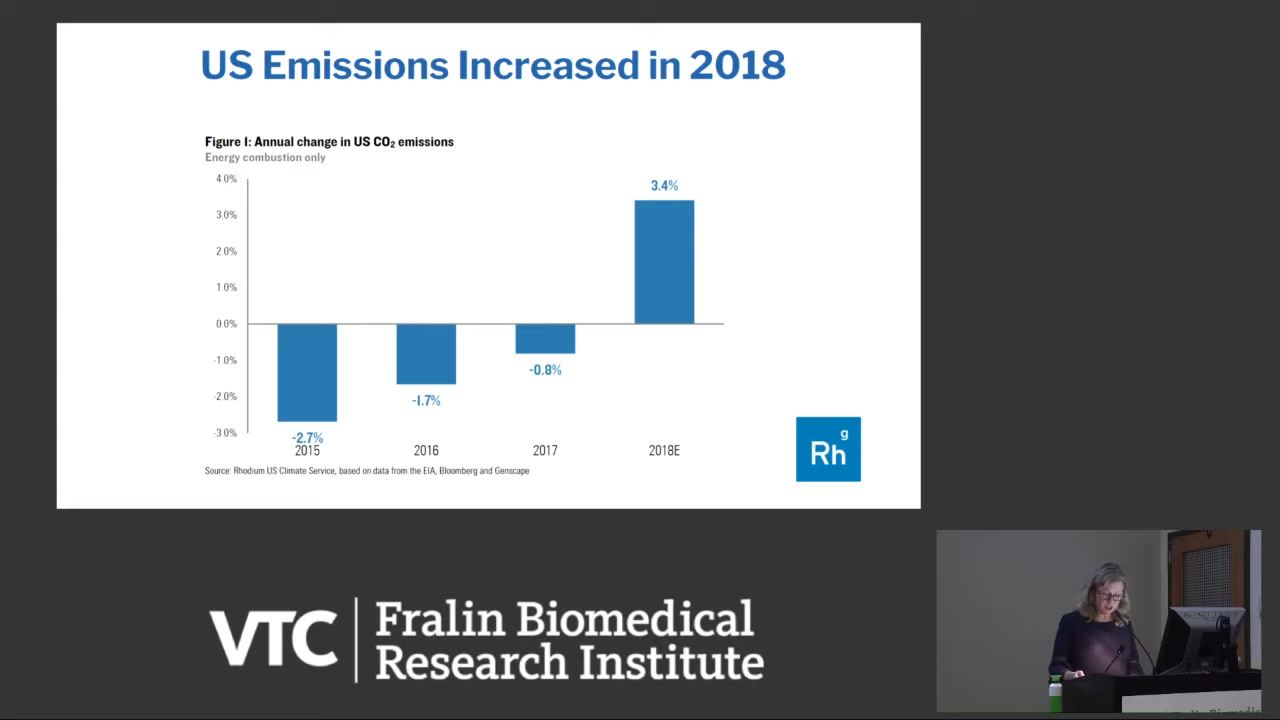 US Emissions Increased in 2018
Figure 1: Annual change in US CO₂ emissions
Energy combustion only
4.0%
3.0%
2.0%
1.0%
0.0%
-1.0%
-2.0%
-3.0%
3.4%
-0.8%
-1.7%
-2.7%
2015 2016 2017 2018E
Source: Rhodium US Climate Service, based on data from the EIA, Bloomberg and Genscape
Rhg
VTC
Fralin Biomedical
Research Institute
Fralin Biomedic